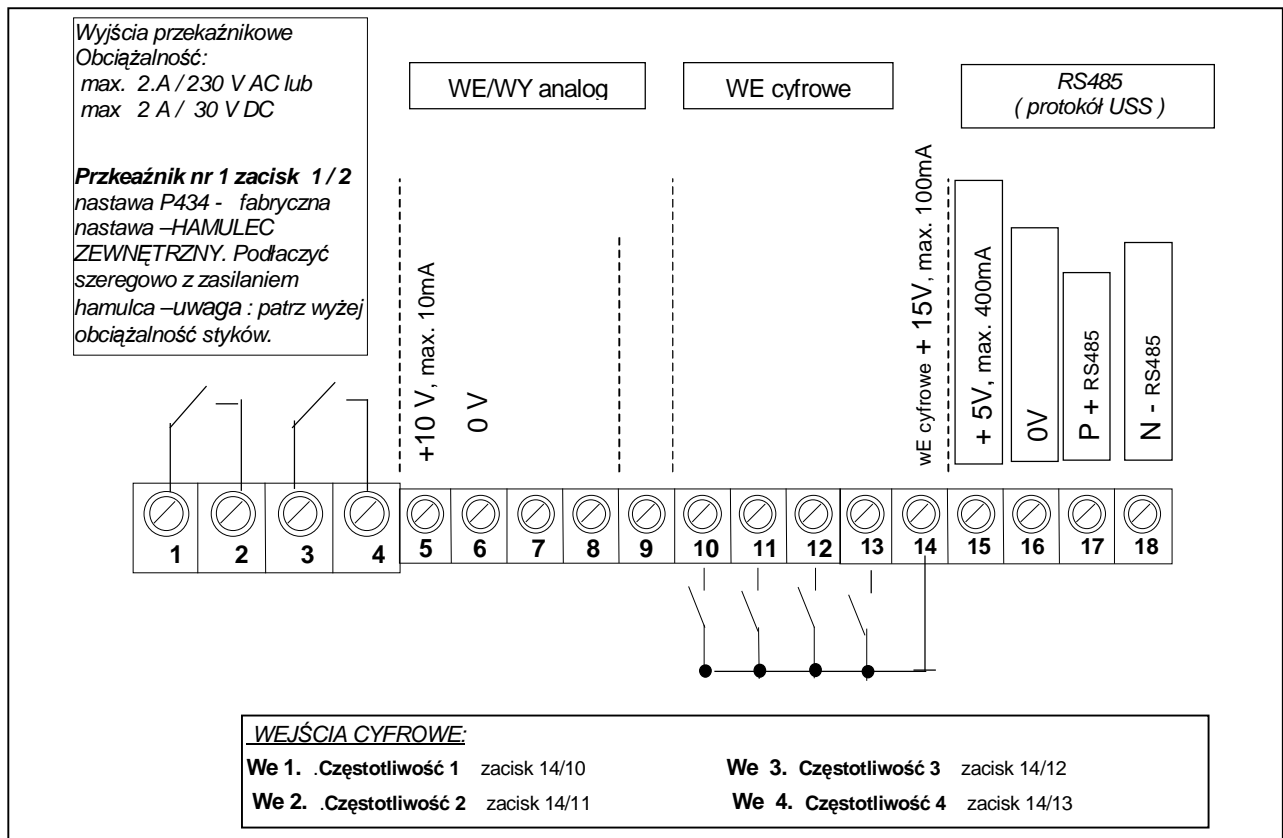 Wyjścia przekaźnikowe
Obciążalność:
max. 2.A / 230 V AC lub
max 2 A / 30 V DC
Przkeaźnik nr 1 zacisk 1 / 2
nastawa P434 - fabryczna
nastawa –HAMULEC
ZEWNĘTRZNY. Podłaczyć
szeregowo z zasilaniem
hamulca –uwaga : patrz wyżej
obciążalność styków.
WE/WY analog
WE cyfrowe
RS485
( protokół USS )
+10 V, max. 10mA
0 V
wE cyfrowe + 15V, max. 100mA
+ 5V, max. 400mA
0V
P + RS485
N - RS485
1 2 3 4 5 6 7 8 9 10 11 12 13 14 15 16 17 18
WEJŚCIA CYFROWE:
We 1. .Częstotliwość 1 zacisk 14/10
We 3. Częstotliwość 3 zacisk 14/12
We 2. .Częstotliwość 2 zacisk 14/11
We 4. Częstotliwość 4 zacisk 14/13